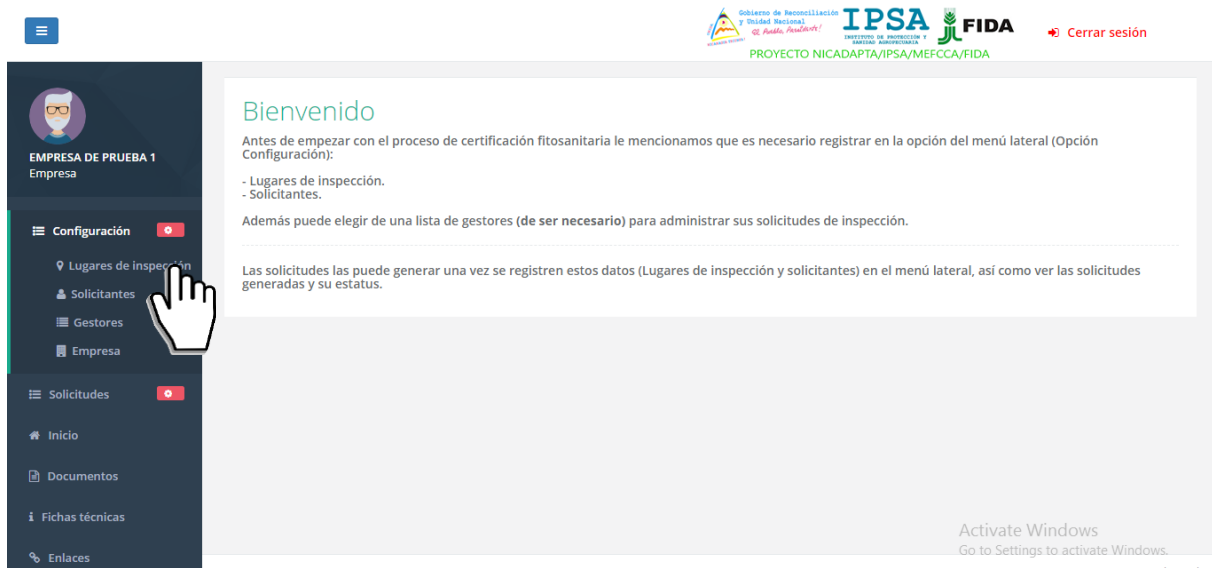 Gobierno de Reconciliación
y Unidad Nacional
El Pueblo, Presidente!
IPSA
INSTITUTO DE PROTECCIÓN Y
SANIDAD AGROPECUARIA
FIDA
PROYECTO NICADAPTA/IPSA/MEFCCA/FIDA
Cerrar sesión
EMPRESA DE PRUEBA 1
Empresa
Configuración
Lugares de inspección
Solicitantes
Gestores
Empresa
Solicitudes
Inicio
Documentos
Fichas técnicas
Enlaces
Bienvenido
Antes de empezar con el proceso de certificación fitosanitaria le mencionamos que es necesario registrar en la opción del menú lateral (Opción
Configuración):
- Lugares de inspección.
- Solicitantes.
Además puede elegir de una lista de gestores (de ser necesario) para administrar sus solicitudes de inspección.
Las solicitudes las puede generar una vez se registren estos datos (Lugares de inspección y solicitantes) en el menú lateral, así como ver las solicitudes
generadas y su estatus.
Activate Windows
Go to Settings to activate Windows.